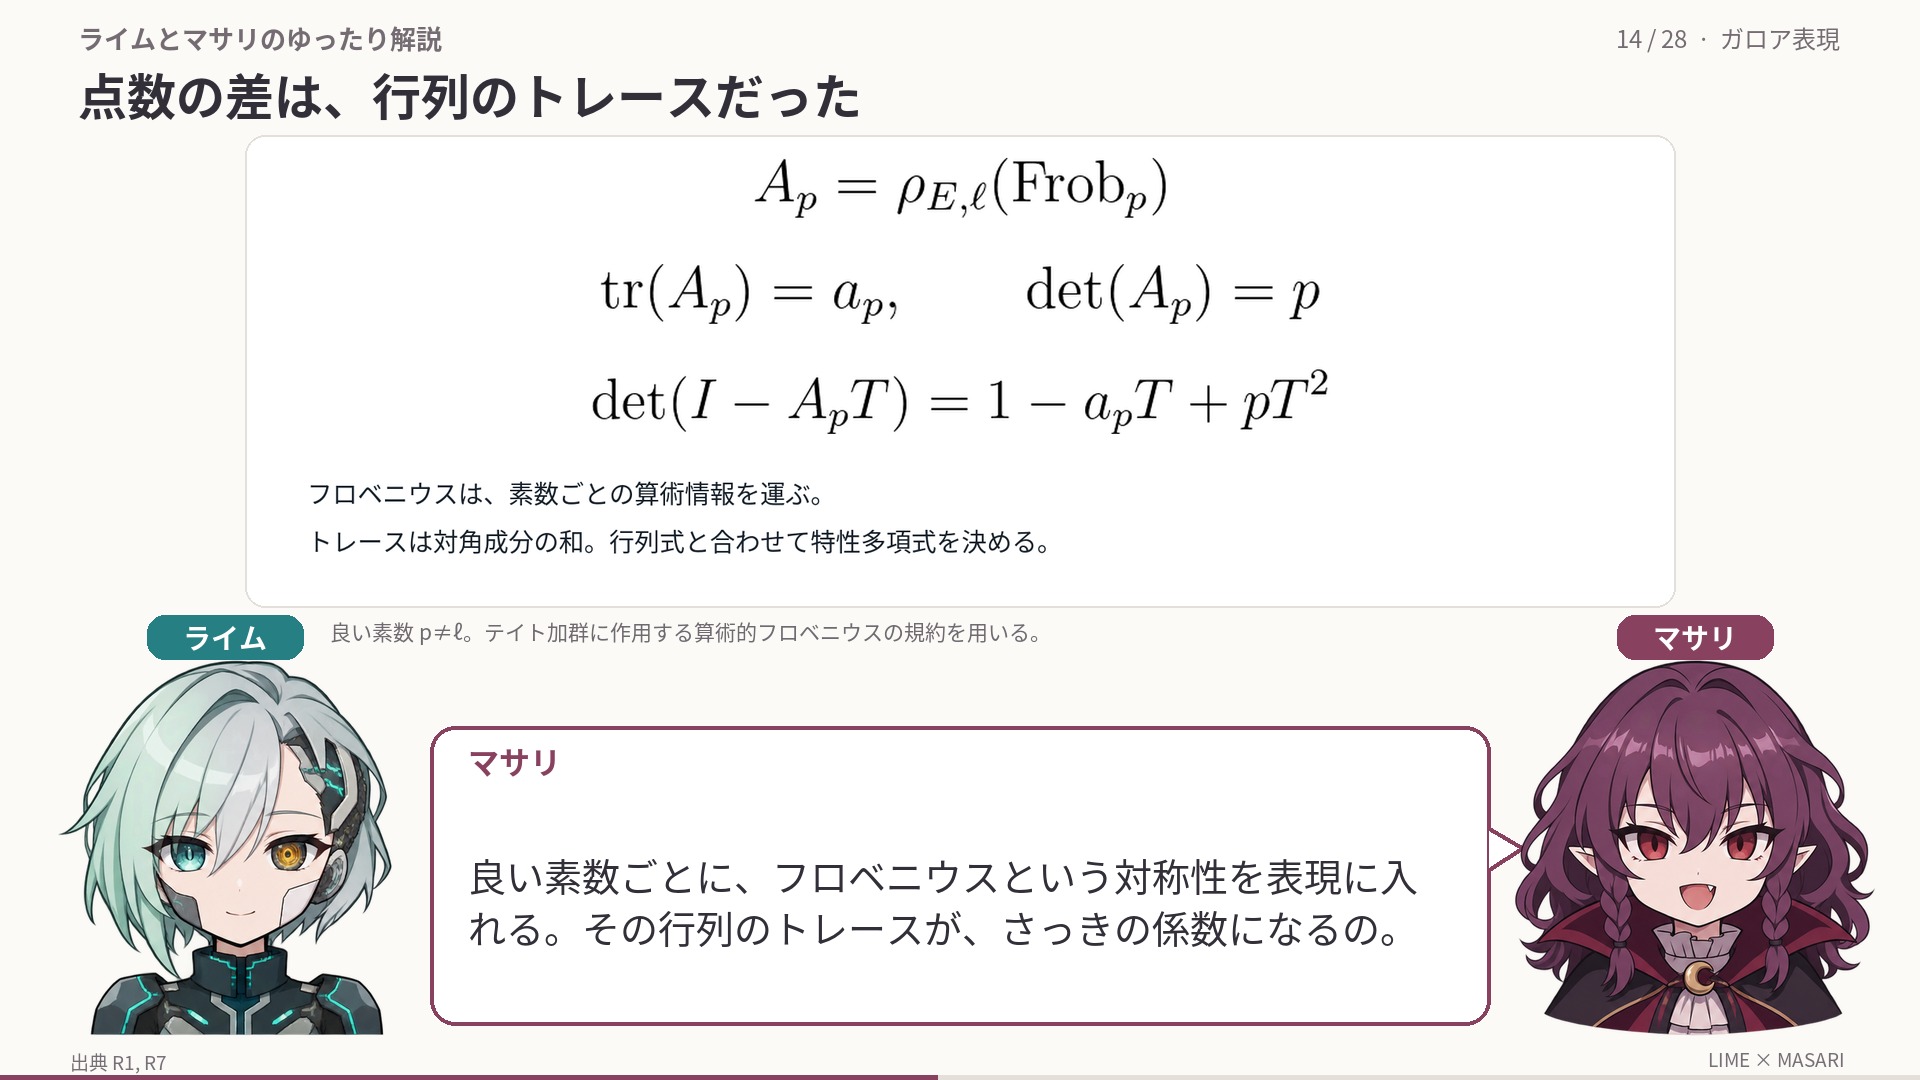 ライムとマサリのゆったり解説
14 / 28 · ガロア表現
点数の差は、行列のトレースだった
A_p = ρ_{E,ℓ}(Frob_p)
tr(A_p) = a_p, det(A_p) = p
det(I − A_pT) = 1 − a_pT + pT²
フロベニウスは、素数ごとの算術情報を運ぶ。
トレースは対角成分の和。行列式と合わせて特性多項式を決める。
ライム
良い素数 p≠ℓ。テイト加群に作用する算術的フロベニウスの規約を用いる。
マサリ
マサリ
良い素数ごとに、フロベニウスという対称性を表現に入
れる。その行列のトレースが、さっきの係数になるの。
出典 R1, R7
LIME × MASARI